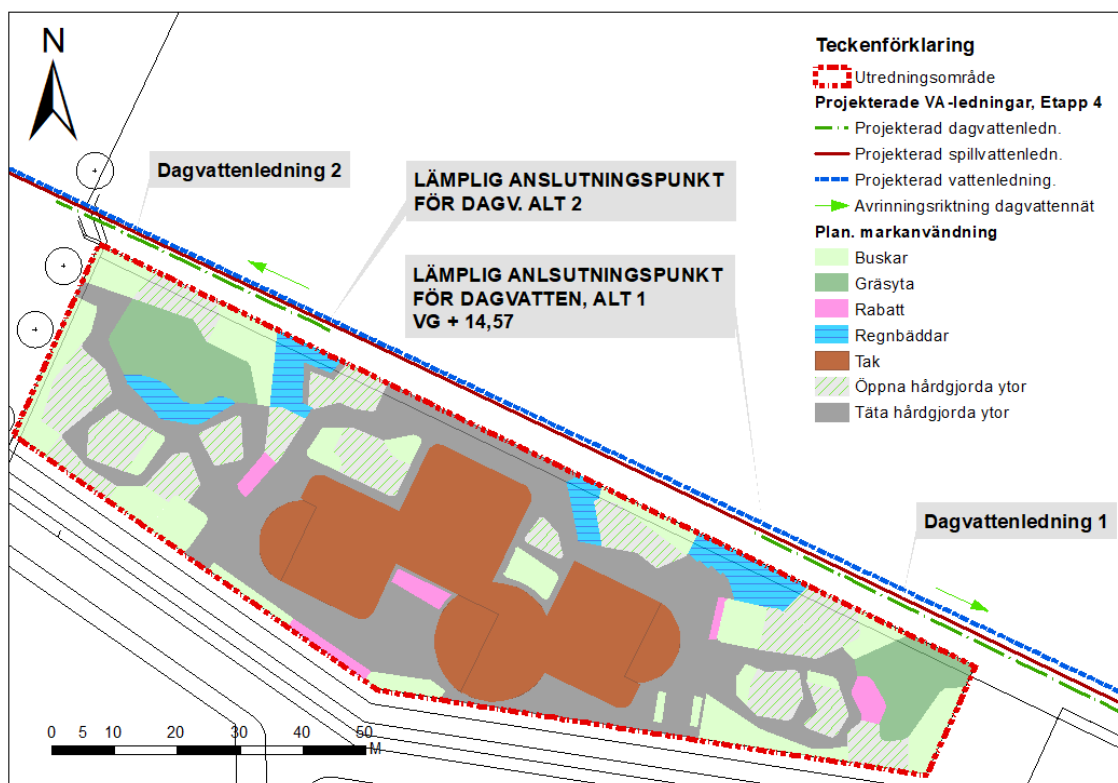 N
Dagvattenledning 2
LÄMPLIG ANSLUTNINGSPUNKT
FÖR DAGV. ALT 2
LÄMPLIG ANLSUTNINGSPUNKT
FÖR DAGVATTEN, ALT 1
VG + 14,57
Dagvattenledning 1
Teckenförklaring
Utredningsområde
Projekterade VA-ledningar, Etapp 4
Projekterad dagvattenledn.
Projekterad spillvattenledn.
Projekterad vattenledning.
Avrinningsriktning dagvattennät
Plan. markanvändning
Buskar
Gräsyta
Rabatt
Regnbäddar
Tak
Öppna hårdgjorda ytor
Täta hårdgjorda ytor
0 5 10 20 30 40 50
M